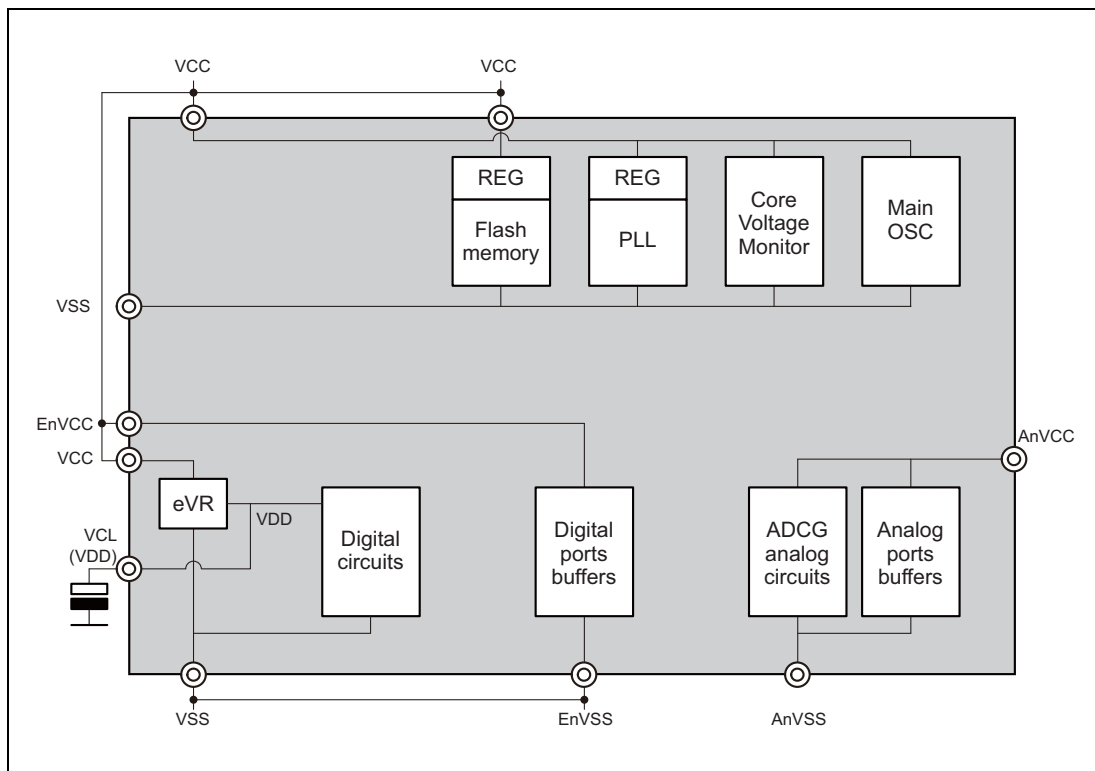 VCC
VCC
REG
REG
Flash
memory
PLL
Core
Voltage
Monitor
Main
OSC
VSS
EnVCC
VCC
AnVCC
eVR
VDD
VCL
(VDD)
Digital
circuits
Digital
ports
buffers
ADCG
analog
circuits
Analog
ports
buffers
VSS
EnVSS
AnVSS